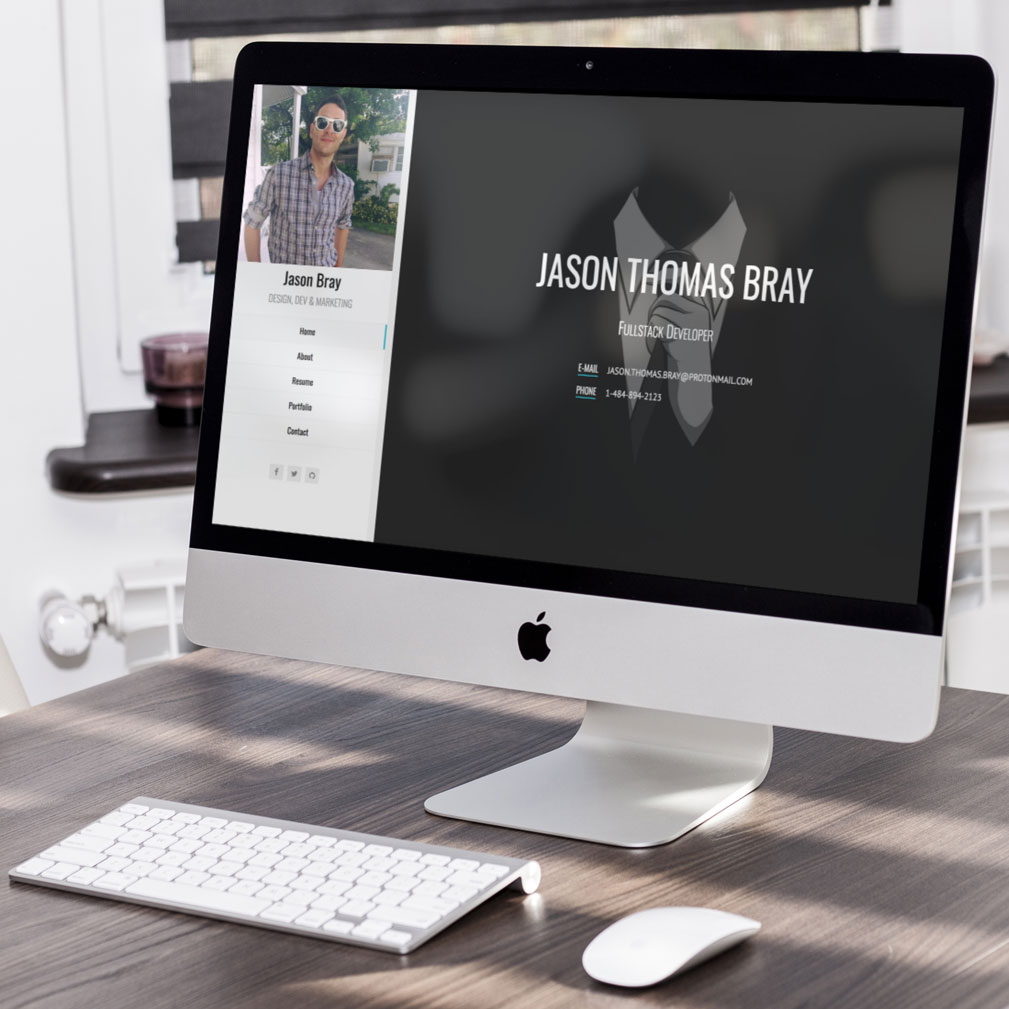 Jason Bray
DESIGN, DEV & MARKETING
Home
About
Resume
Portfolio
Contact
JASON THOMAS BRAY
FULLSTACK DEVELOPER
E-MAIL JASON.THOMAS.BRAY@PROTONMAIL.COM
PHONE 1-484-894-2123